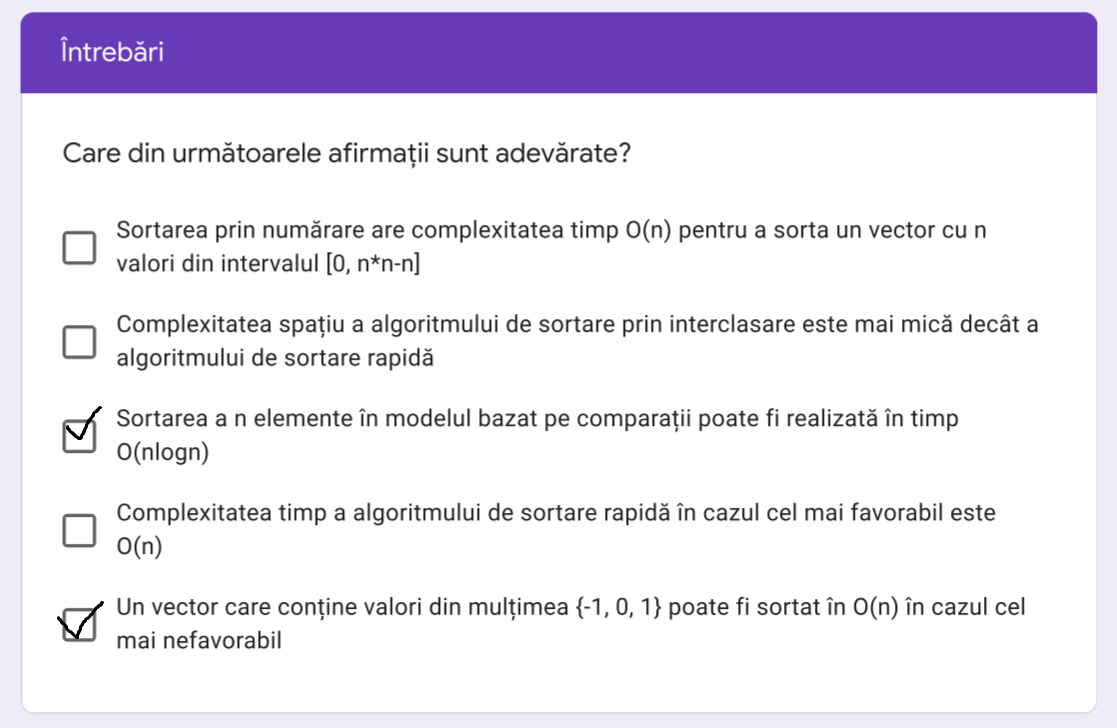 Întrebări
Care din următoarele afirmații sunt adevărate?
Sortarea prin numărare are complexitatea timp O(n) pentru a sorta un vector cu n
valori din intervalul [0, n*n-n]
Complexitatea spațiu a algoritmului de sortare prin interclasare este mai mică decât a
algoritmului de sortare rapidă
Sortarea a n elemente în modelul bazat pe comparații poate fi realizată în timp
O(nlogn)
Complexitatea timp a algoritmului de sortare rapidă în cazul cel mai favorabil este
O(n)
Un vector care conține valori din mulțimea {-1, 0, 1} poate fi sortat în O(n) în cazul cel
mai nefavorabil